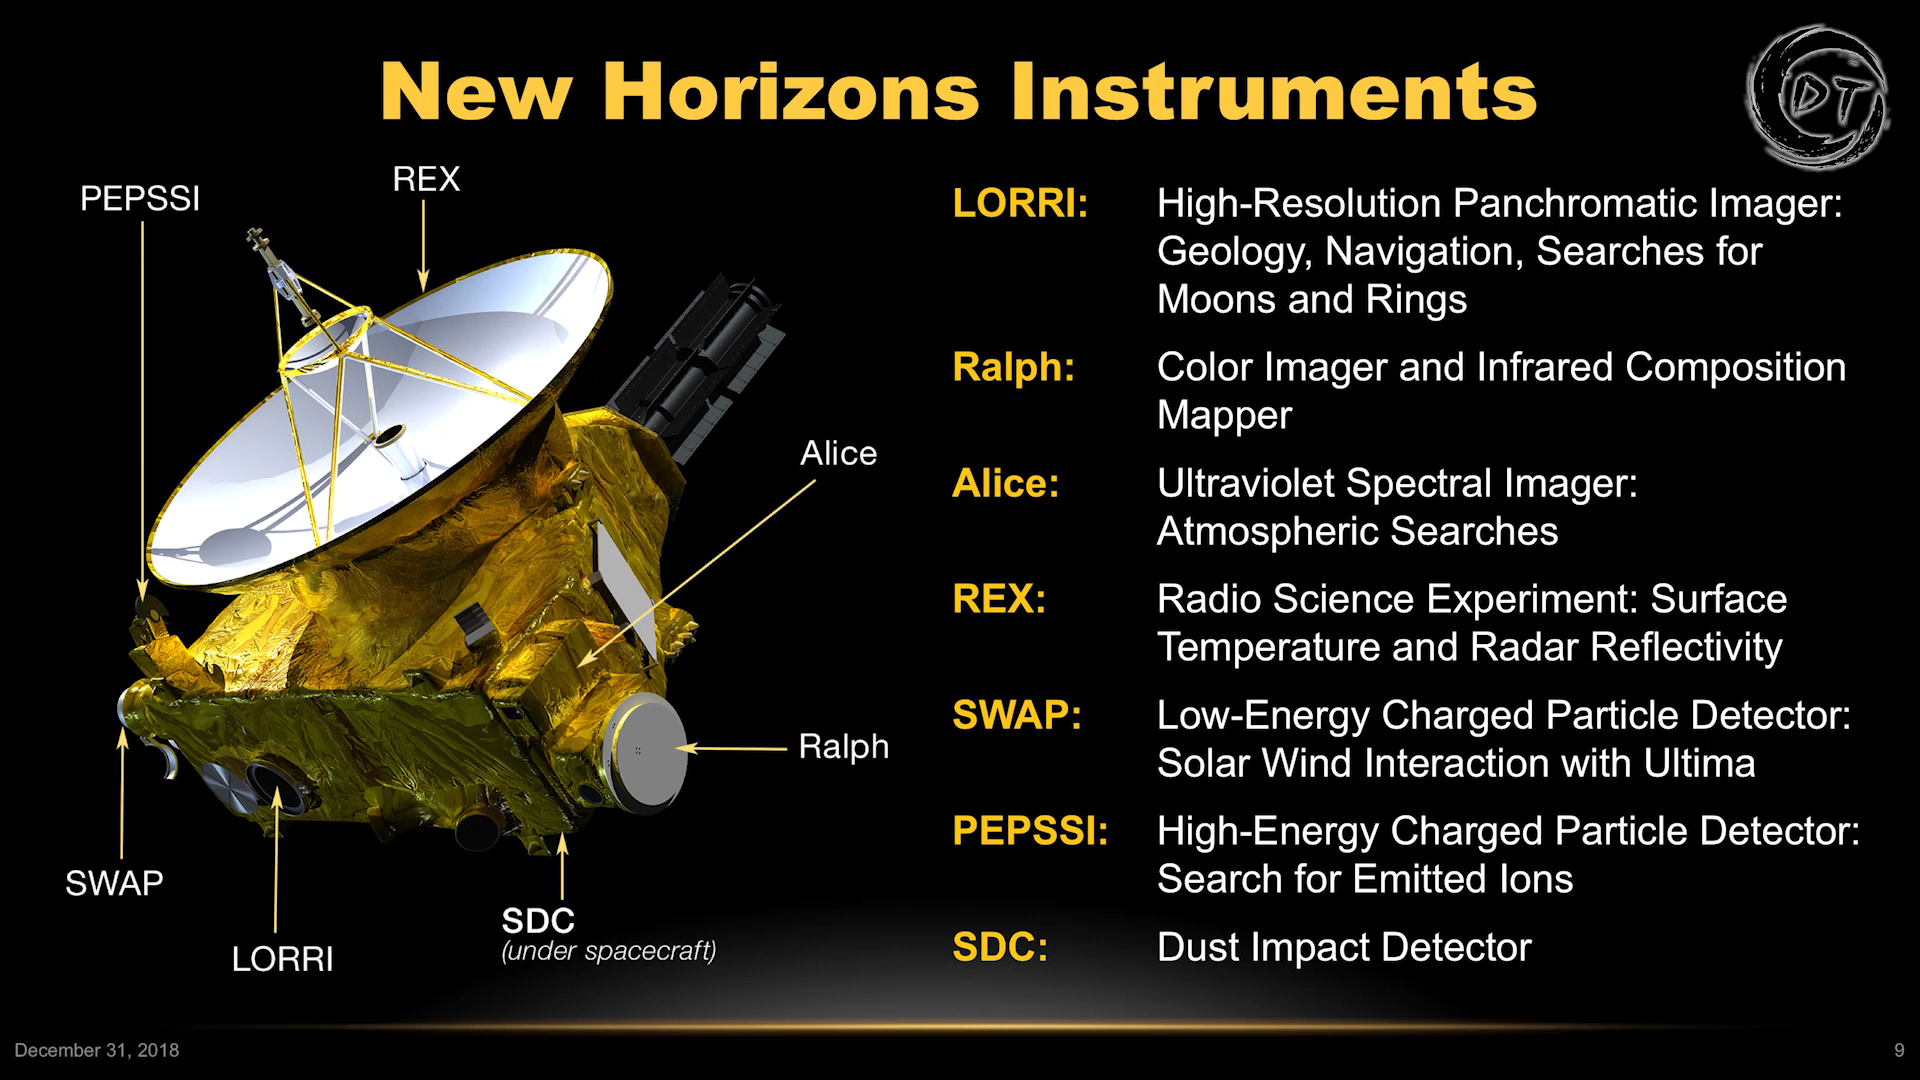 New Horizons Instruments
DT
PEPSSI
REX
Alice
Ralph
SWAP
LORRI
SDC
(under spacecraft)
LORRI: High-Resolution Panchromatic Imager:
Geology, Navigation, Searches for
Moons and Rings
Ralph: Color Imager and Infrared Composition
Mapper
Alice: Ultraviolet Spectral Imager:
Atmospheric Searches
REX: Radio Science Experiment: Surface
Temperature and Radar Reflectivity
SWAP: Low-Energy Charged Particle Detector:
Solar Wind Interaction with Ultima
PEPSSI: High-Energy Charged Particle Detector:
Search for Emitted Ions
SDC: Dust Impact Detector
December 31, 2018
9